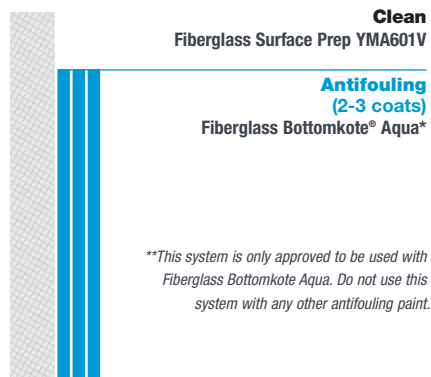 Clean
Fiberglass Surface Prep YMA601V
Antifouling
(2-3 coats)
Fiberglass Bottomkote® Aqua*
**This system is only approved to be used with
Fiberglass Bottomkote Aqua. Do not use this
system with any other antifouling paint.